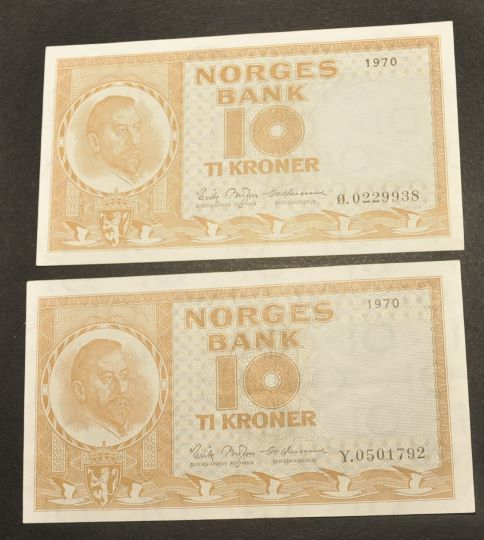 NORGES
1970
BANK
10
TI KRONER
Ø.0229938
NORGES
1970
BANK
10
TI KRONER
Y.0501792